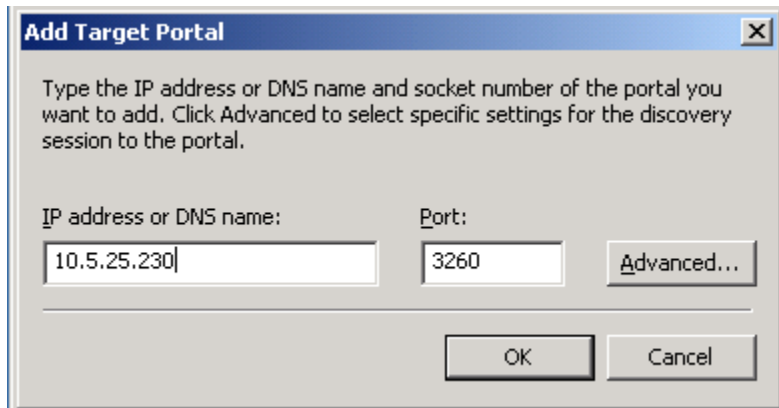 Add Target Portal
Type the IP address or DNS name and socket number of the portal you
want to add. Click Advanced to select specific settings for the discovery
session to the portal.
IP address or DNS name: Port:
10.5.25.230 3260 Advanced...
OK Cancel